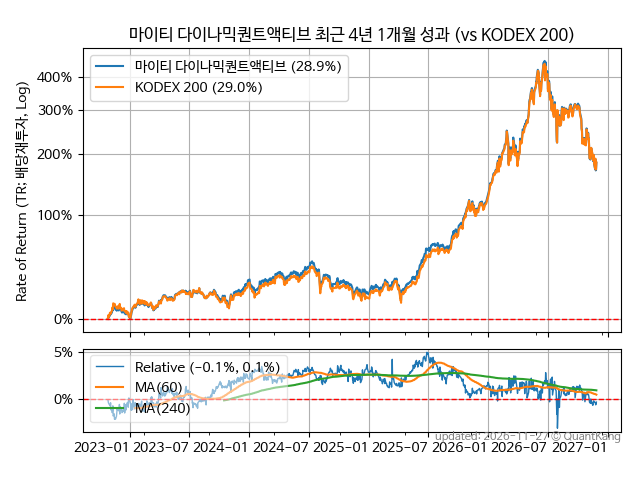 마이티 다이나믹퀀트액티브 최근 4년 1개월 성과 (vs KODEX 200)
마이티 다이나믹퀀트액티브 (28.9%)
KODEX 200 (29.0%)
Rate of Return (TR; 배당재투자, Log)
400%
300%
200%
100%
0%
5%
0%
Relative (−0.1%, 0.1%)
MA(60)
MA(240)
2023−01 2023−07 2024−01 2024−07 2025−01 2025−07 2026−01 2026−07 2027−01
updated: 2026−11−27 © QuantKang